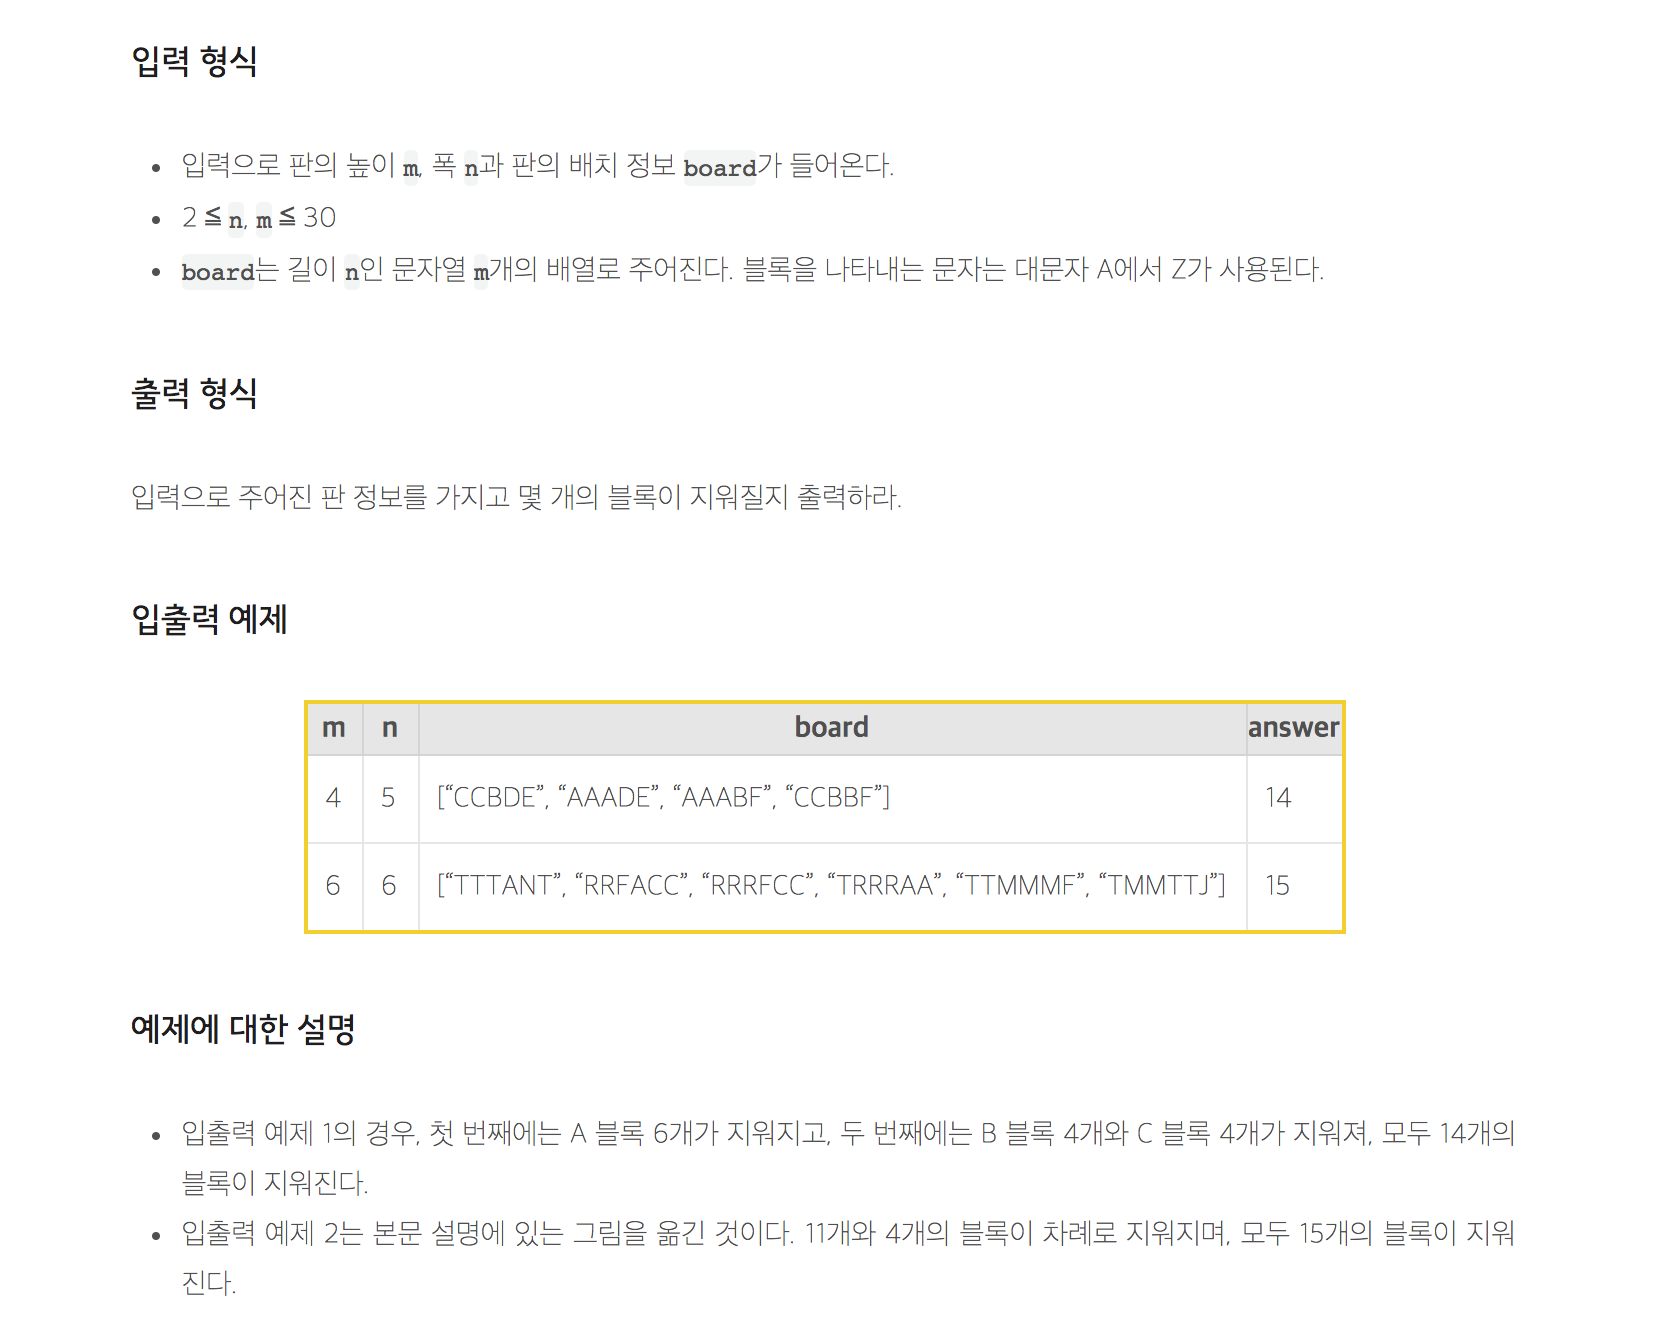 입력 형식
입력으로 판의 높이 m, 폭 n과 판의 배치 정보 board가 들어온다.
2 ≦ n, m ≦ 30
board는 길이 n인 문자열 m개의 배열로 주어진다. 블록을 나타내는 문자는 대문자 A에서 Z가 사용된다.
출력 형식
입력으로 주어진 판 정보를 가지고 몇 개의 블록이 지워질지 출력하라.
입출력 예제
m n board answer
4 5 [“CCBDE”, “AAADE”, “AAABF”, “CCBBF”] 14
6 6 [“TTTANT”, “RRFACC”, “RRRFCC”, “TRRRAA”, “TTMMMF”, “TMMTTJ”] 15
예제에 대한 설명
입출력 예제 1의 경우, 첫 번째에는 A 블록 6개가 지워지고, 두 번째에는 B 블록 4개와 C 블록 4개가 지워져, 모두 14개의
블록이 지워진다.
입출력 예제 2는 본문 설명에 있는 그림을 옮긴 것이다. 11개와 4개의 블록이 차례로 지워지며, 모두 15개의 블록이 지워
진다.